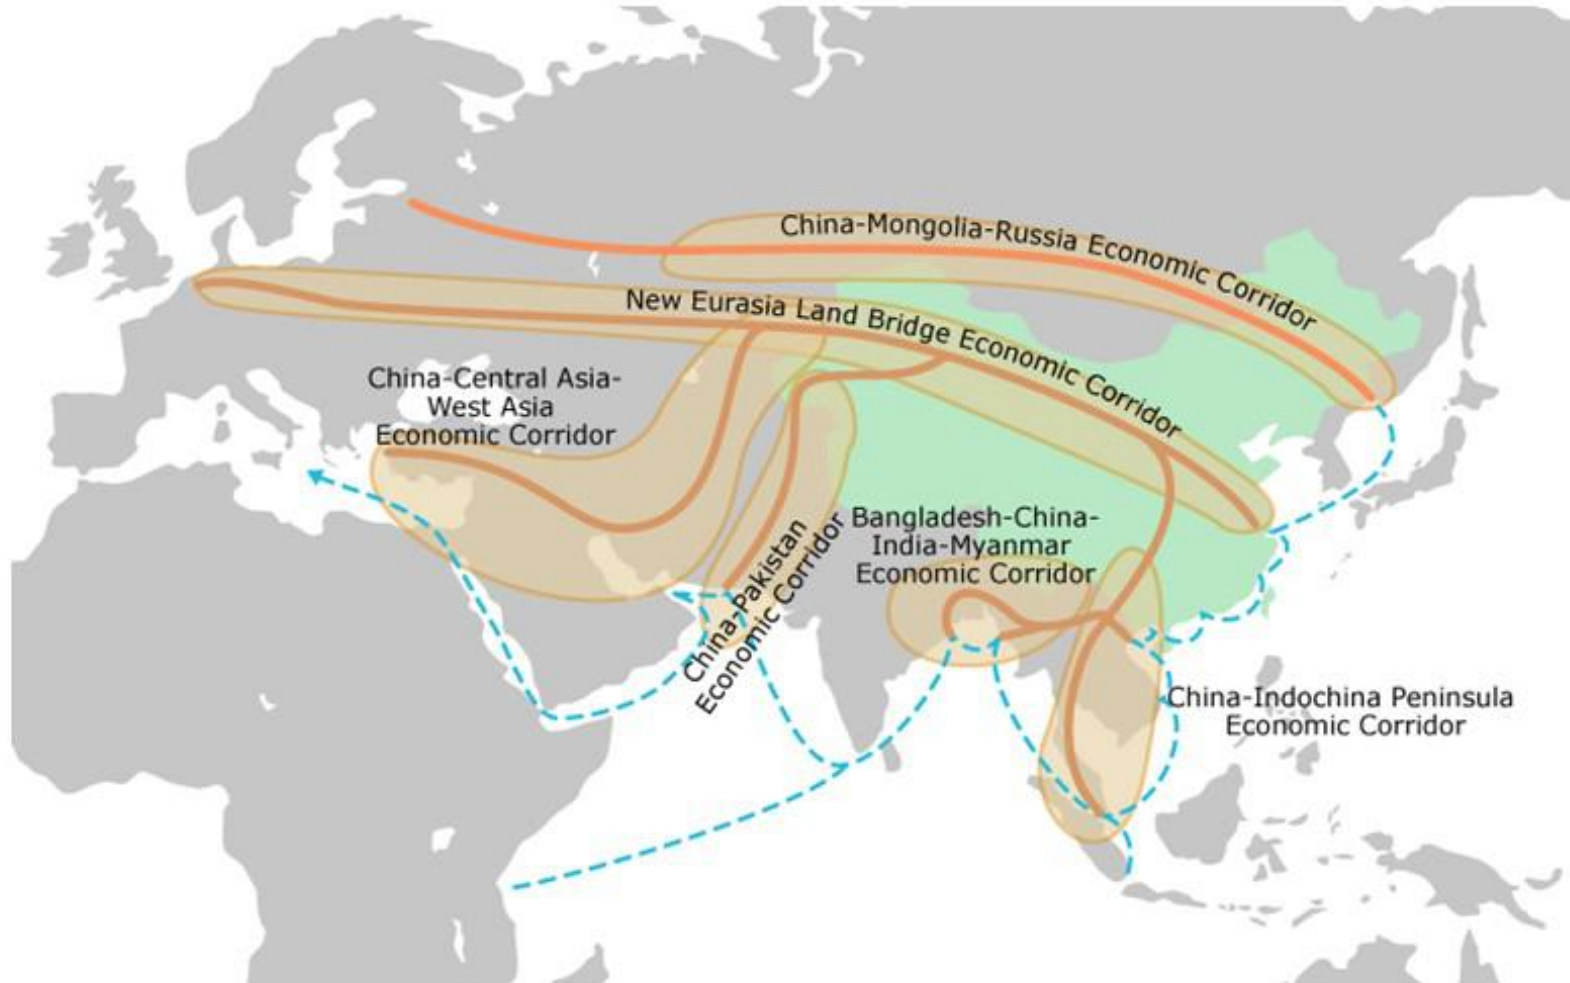 China-Mongolia-Russia Economic Corridor
New Eurasia Land Bridge Economic Corridor
China-Central Asia-
West Asia
Economic Corridor
China-Pakistan
Economic Corridor
Bangladesh-China-
India-Myanmar
Economic Corridor
China-Indochina Peninsula
Economic Corridor